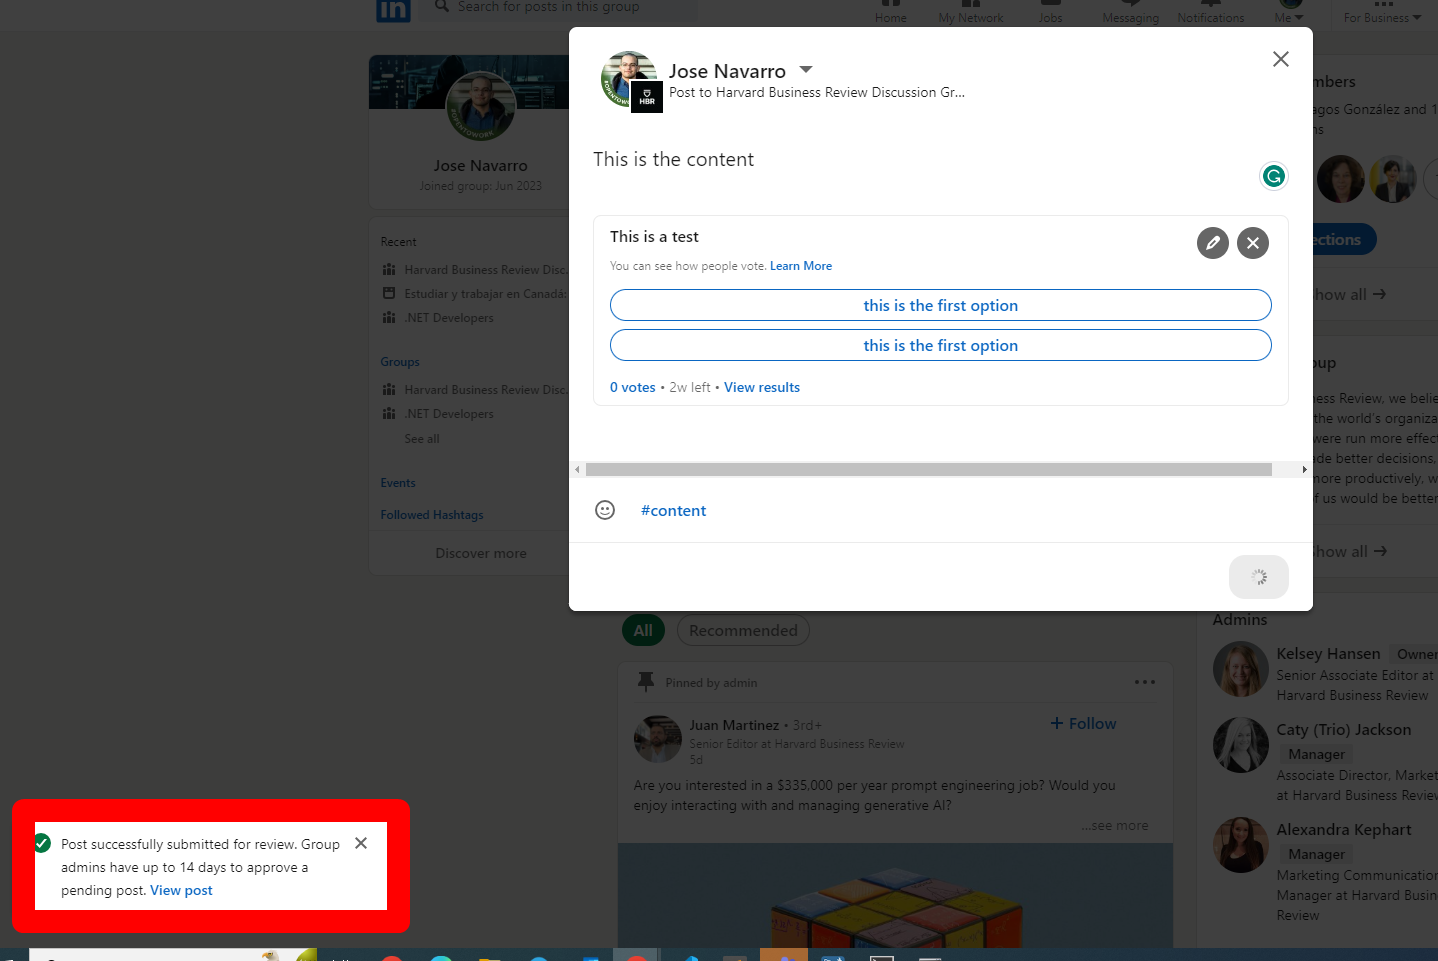 in
Search for posts in this group
Home
My Network
Jobs
Messaging
Notifications
Me
For Business
#OPENTOWORK
Jose Navarro
Joined group: Jun 2023
Recent
Harvard Business Review Disc.
Estudiar y trabajar en Canadá:
.NET Developers
Groups
Harvard Business Review Disc.
.NET Developers
See all
Events
Followed Hashtags
Discover more
HBR
Jose Navarro
Post to Harvard Business Review Discussion Gr...
This is the content
This is a test
You can see how people vote. Learn More
this is the first option
this is the first option
0 votes • 2w left • View results
#content
All
Recommended
Pinned by admin
Juan Martinez • 3rd+
+ Follow
Senior Editor at Harvard Business Review
5d
Are you interested in a $335,000 per year prompt engineering job? Would you
enjoy interacting with and managing generative AI?
...see more
Post successfully submitted for review. Group
admins have up to 14 days to approve a
pending post. View post
mbers
agos González and 1
ns
ections
how all
oup
ess Review, we belie
the world's organiza
were run more effec
de better decisions,
more productively, w
f us would be better
how all
Admins
Kelsey Hansen Owner
Senior Associate Editor at
Harvard Business Review
Caty (Trio) Jackson
Manager
Associate Director, Market
at Harvard Business Review
Alexandra Kephart
Manager
Marketing Communication
Manager at Harvard Busin
Review